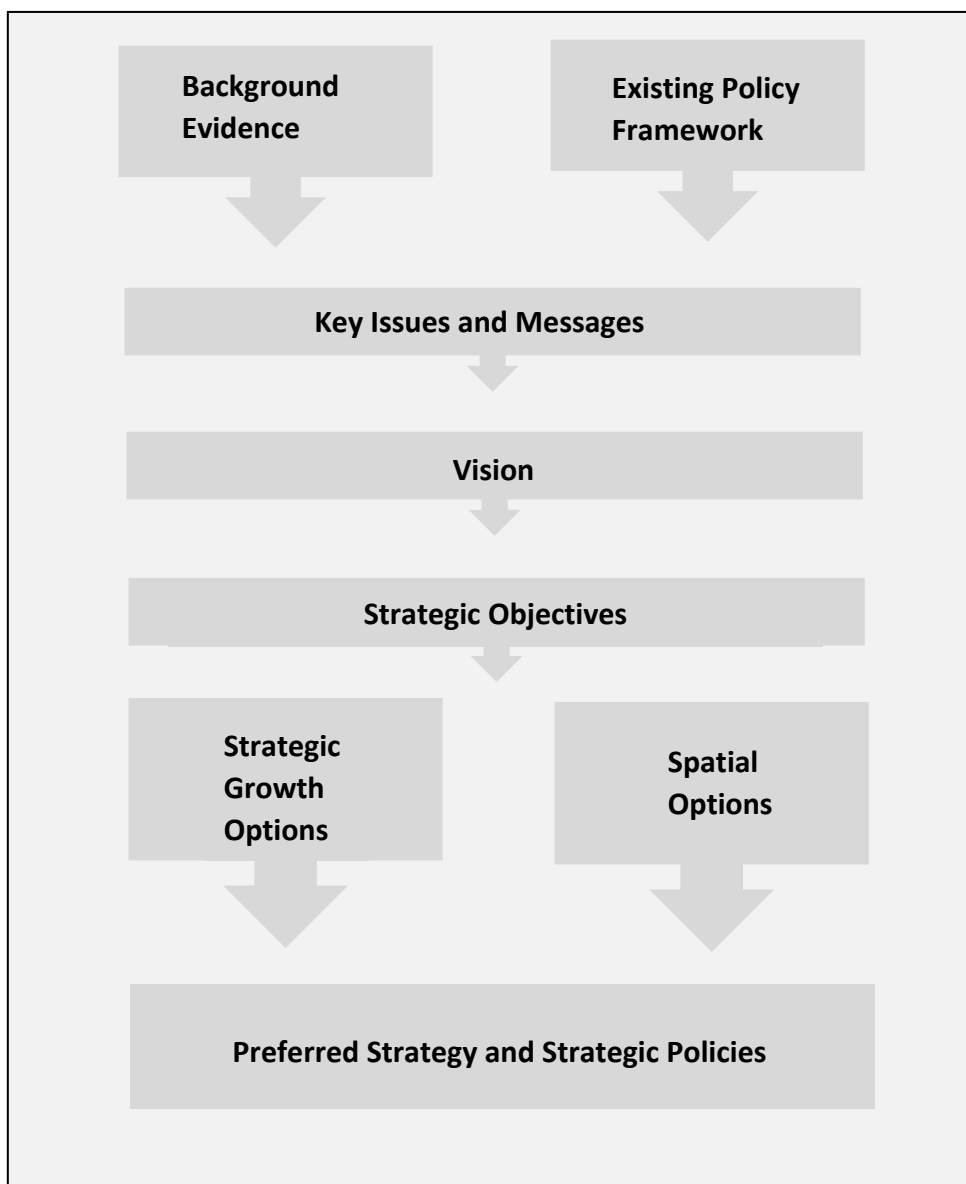 Background
Evidence
Existing Policy
Framework
Key Issues and Messages
Vision
Strategic Objectives
Strategic
Growth
Options
Spatial
Options
Preferred Strategy and Strategic Policies